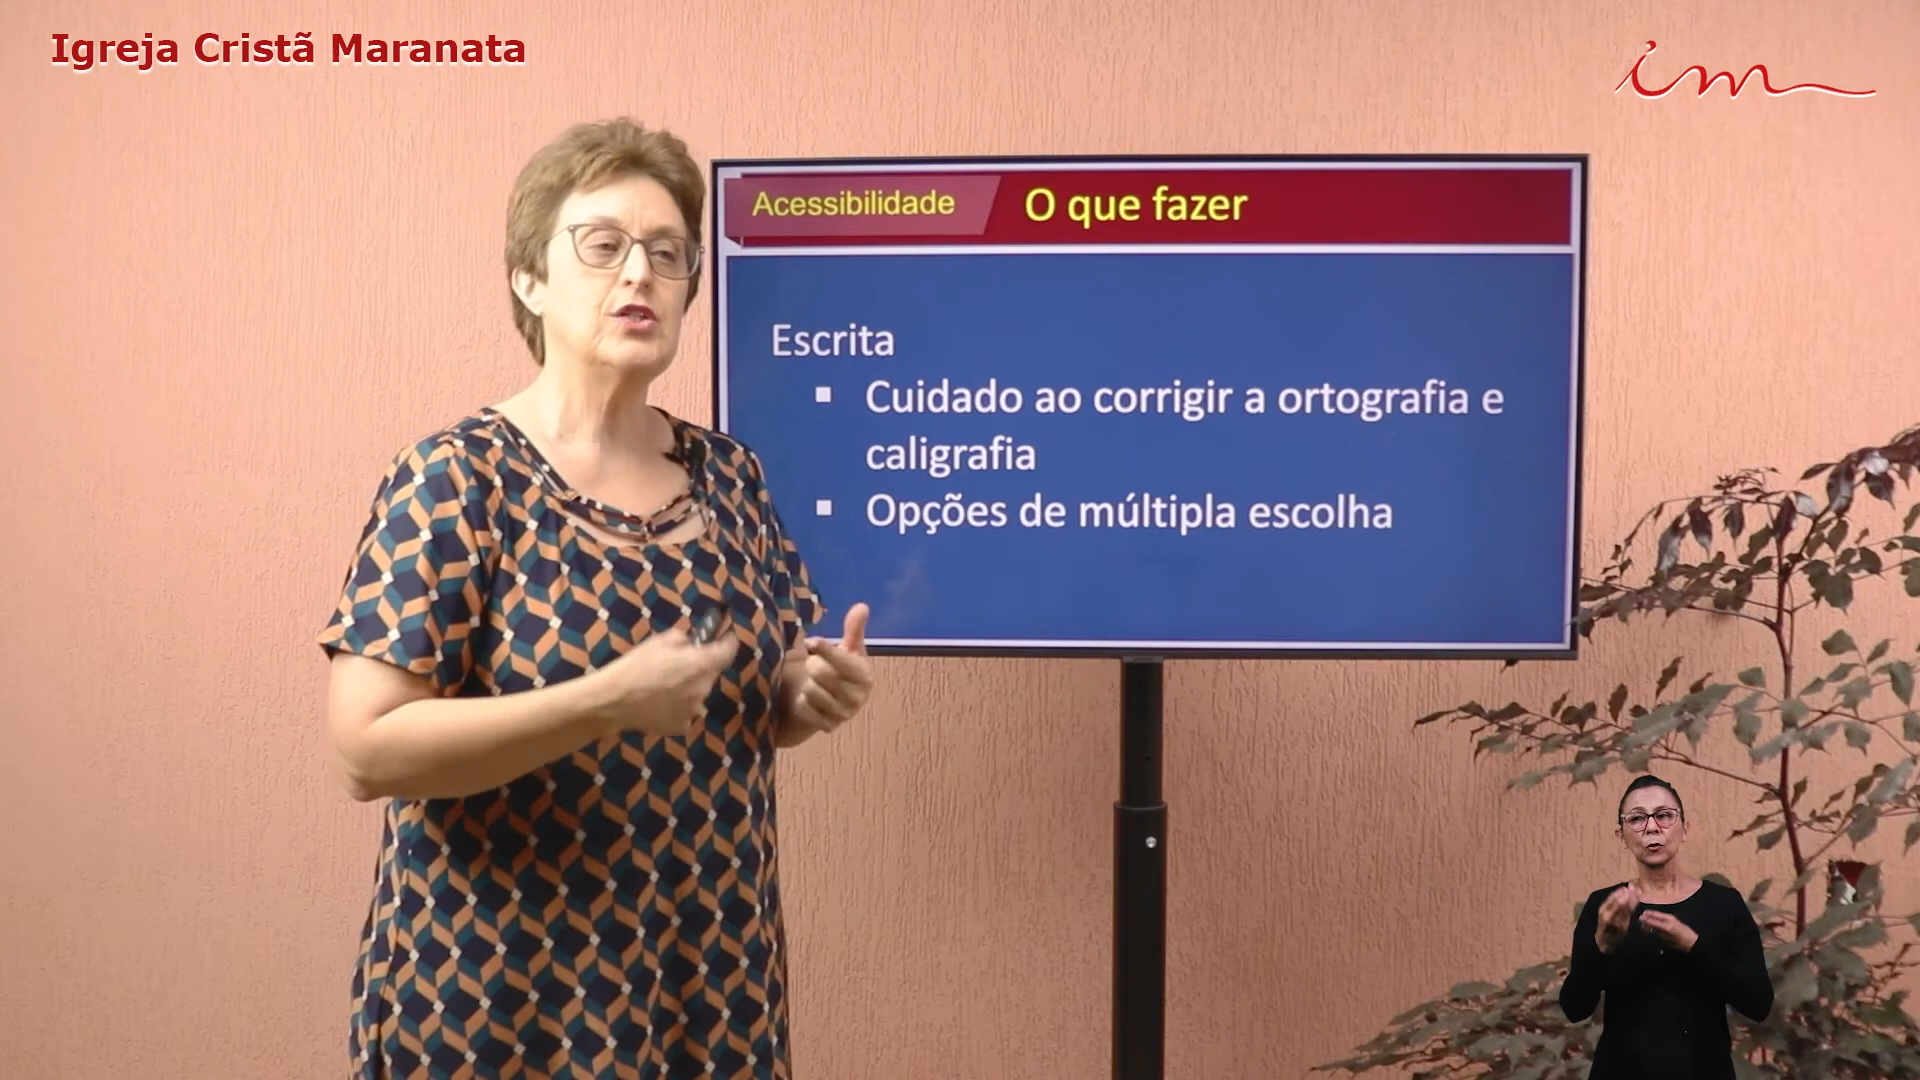 Igreja Cristã Maranata
im
Acessibilidade
O que fazer
Escrita
▪ Cuidado ao corrigir a ortografia e
caligrafia
▪ Opções de múltipla escolha